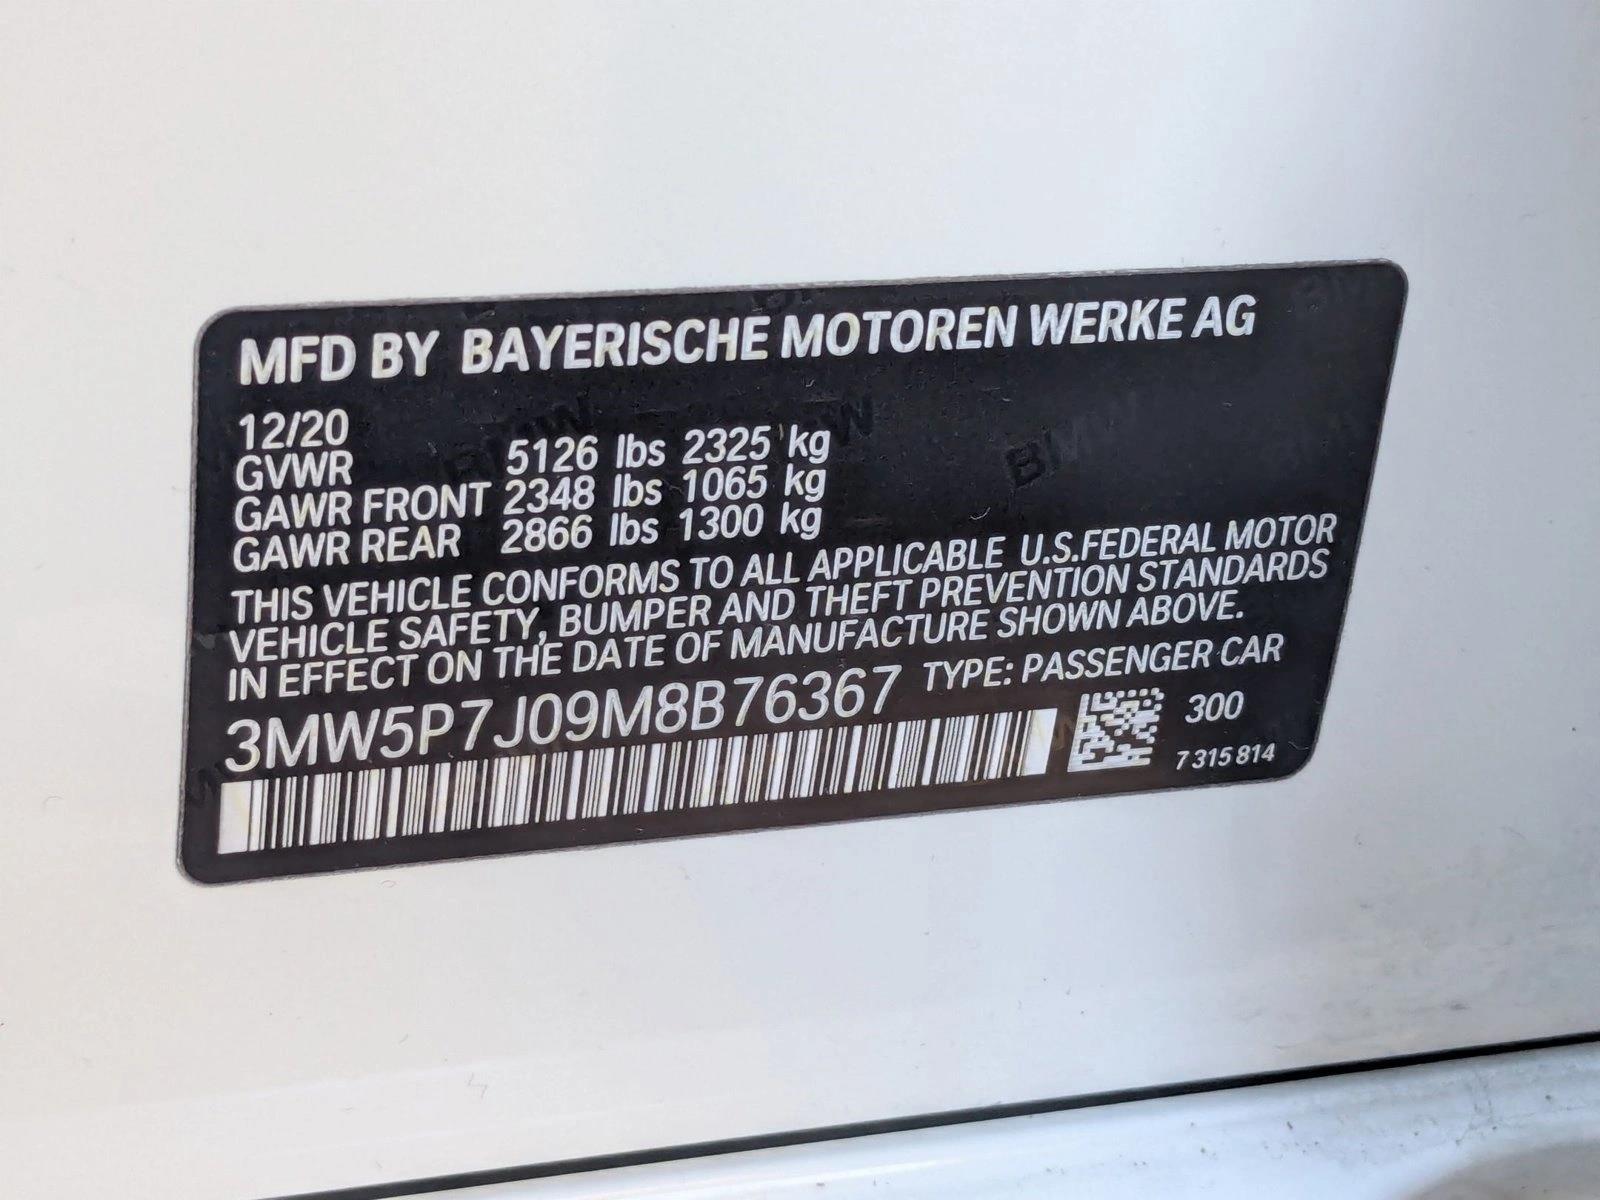 MFD BY BAYERISCHE MOTOREN WERKE AG
12/20
GVWR 5126 lbs 2325 kg
GAWR FRONT 2348 lbs 1065 kg
GAWR REAR 2866 lbs 1300 kg
THIS VEHICLE CONFORMS TO ALL APPLICABLE U.S.FEDERAL MOTOR
VEHICLE SAFETY, BUMPER AND THEFT PREVENTION STANDARDS
IN EFFECT ON THE DATE OF MANUFACTURE SHOWN ABOVE.
3MW5P7J09M8B76367 TYPE: PASSENGER CAR
300
7 315 814